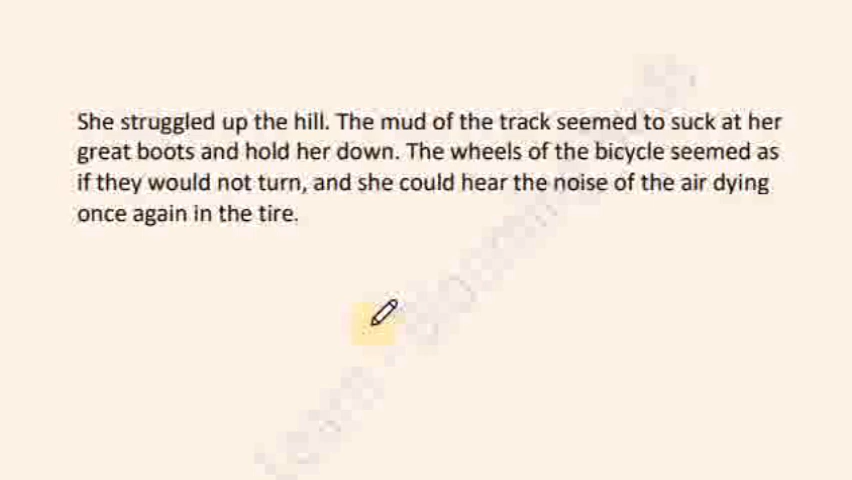 She struggled up the hill. The mud of the track seemed to suck at her
great boots and hold her down. The wheels of the bicycle seemed as
if they would not turn, and she could hear the noise of the air dying
once again in the tire.
Learn